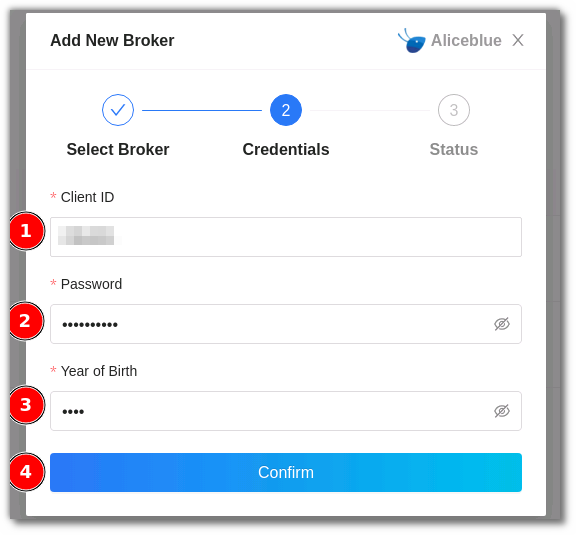 Add New Broker
Aliceblue
2
3
Select Broker
Credentials
Status
* Client ID
1
* Password
2
••••••••••
* Year of Birth
3
••••
4
Confirm